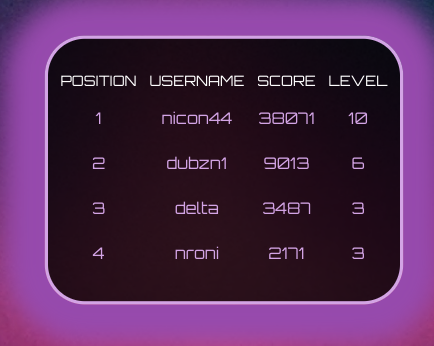 POSITION USERNAME SCORE LEVEL
1 nicon44 38071 10
2 dubzn1 9013 6
3 delta 3487 3
4 nroni 2171 3